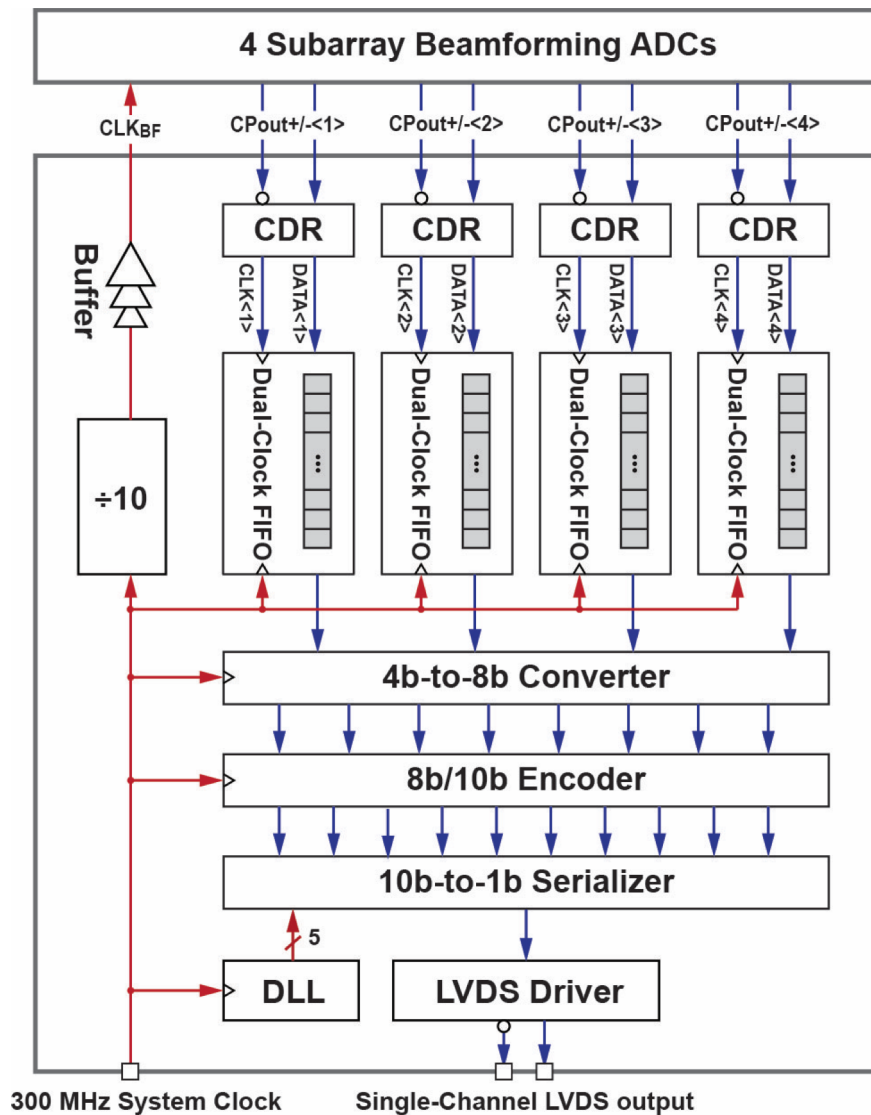 4 Subarray Beamforming ADCs
CLKBF
CPout+/-<1>
CPout+/-<2>
CPout+/-<3>
CPout+/-<4>
CDR
CDR
CDR
CDR
Buffer
CLK<1>
DATA<1>
CLK<2>
DATA<2>
CLK<3>
DATA<3>
CLK<4>
DATA<4>
Dual-Clock FIFO
...
Dual-Clock FIFO
...
Dual-Clock FIFO
...
Dual-Clock FIFO
...
÷10
4b-to-8b Converter
8b/10b Encoder
10b-to-1b Serializer
5
DLL
LVDS Driver
300 MHz System Clock
Single-Channel LVDS output